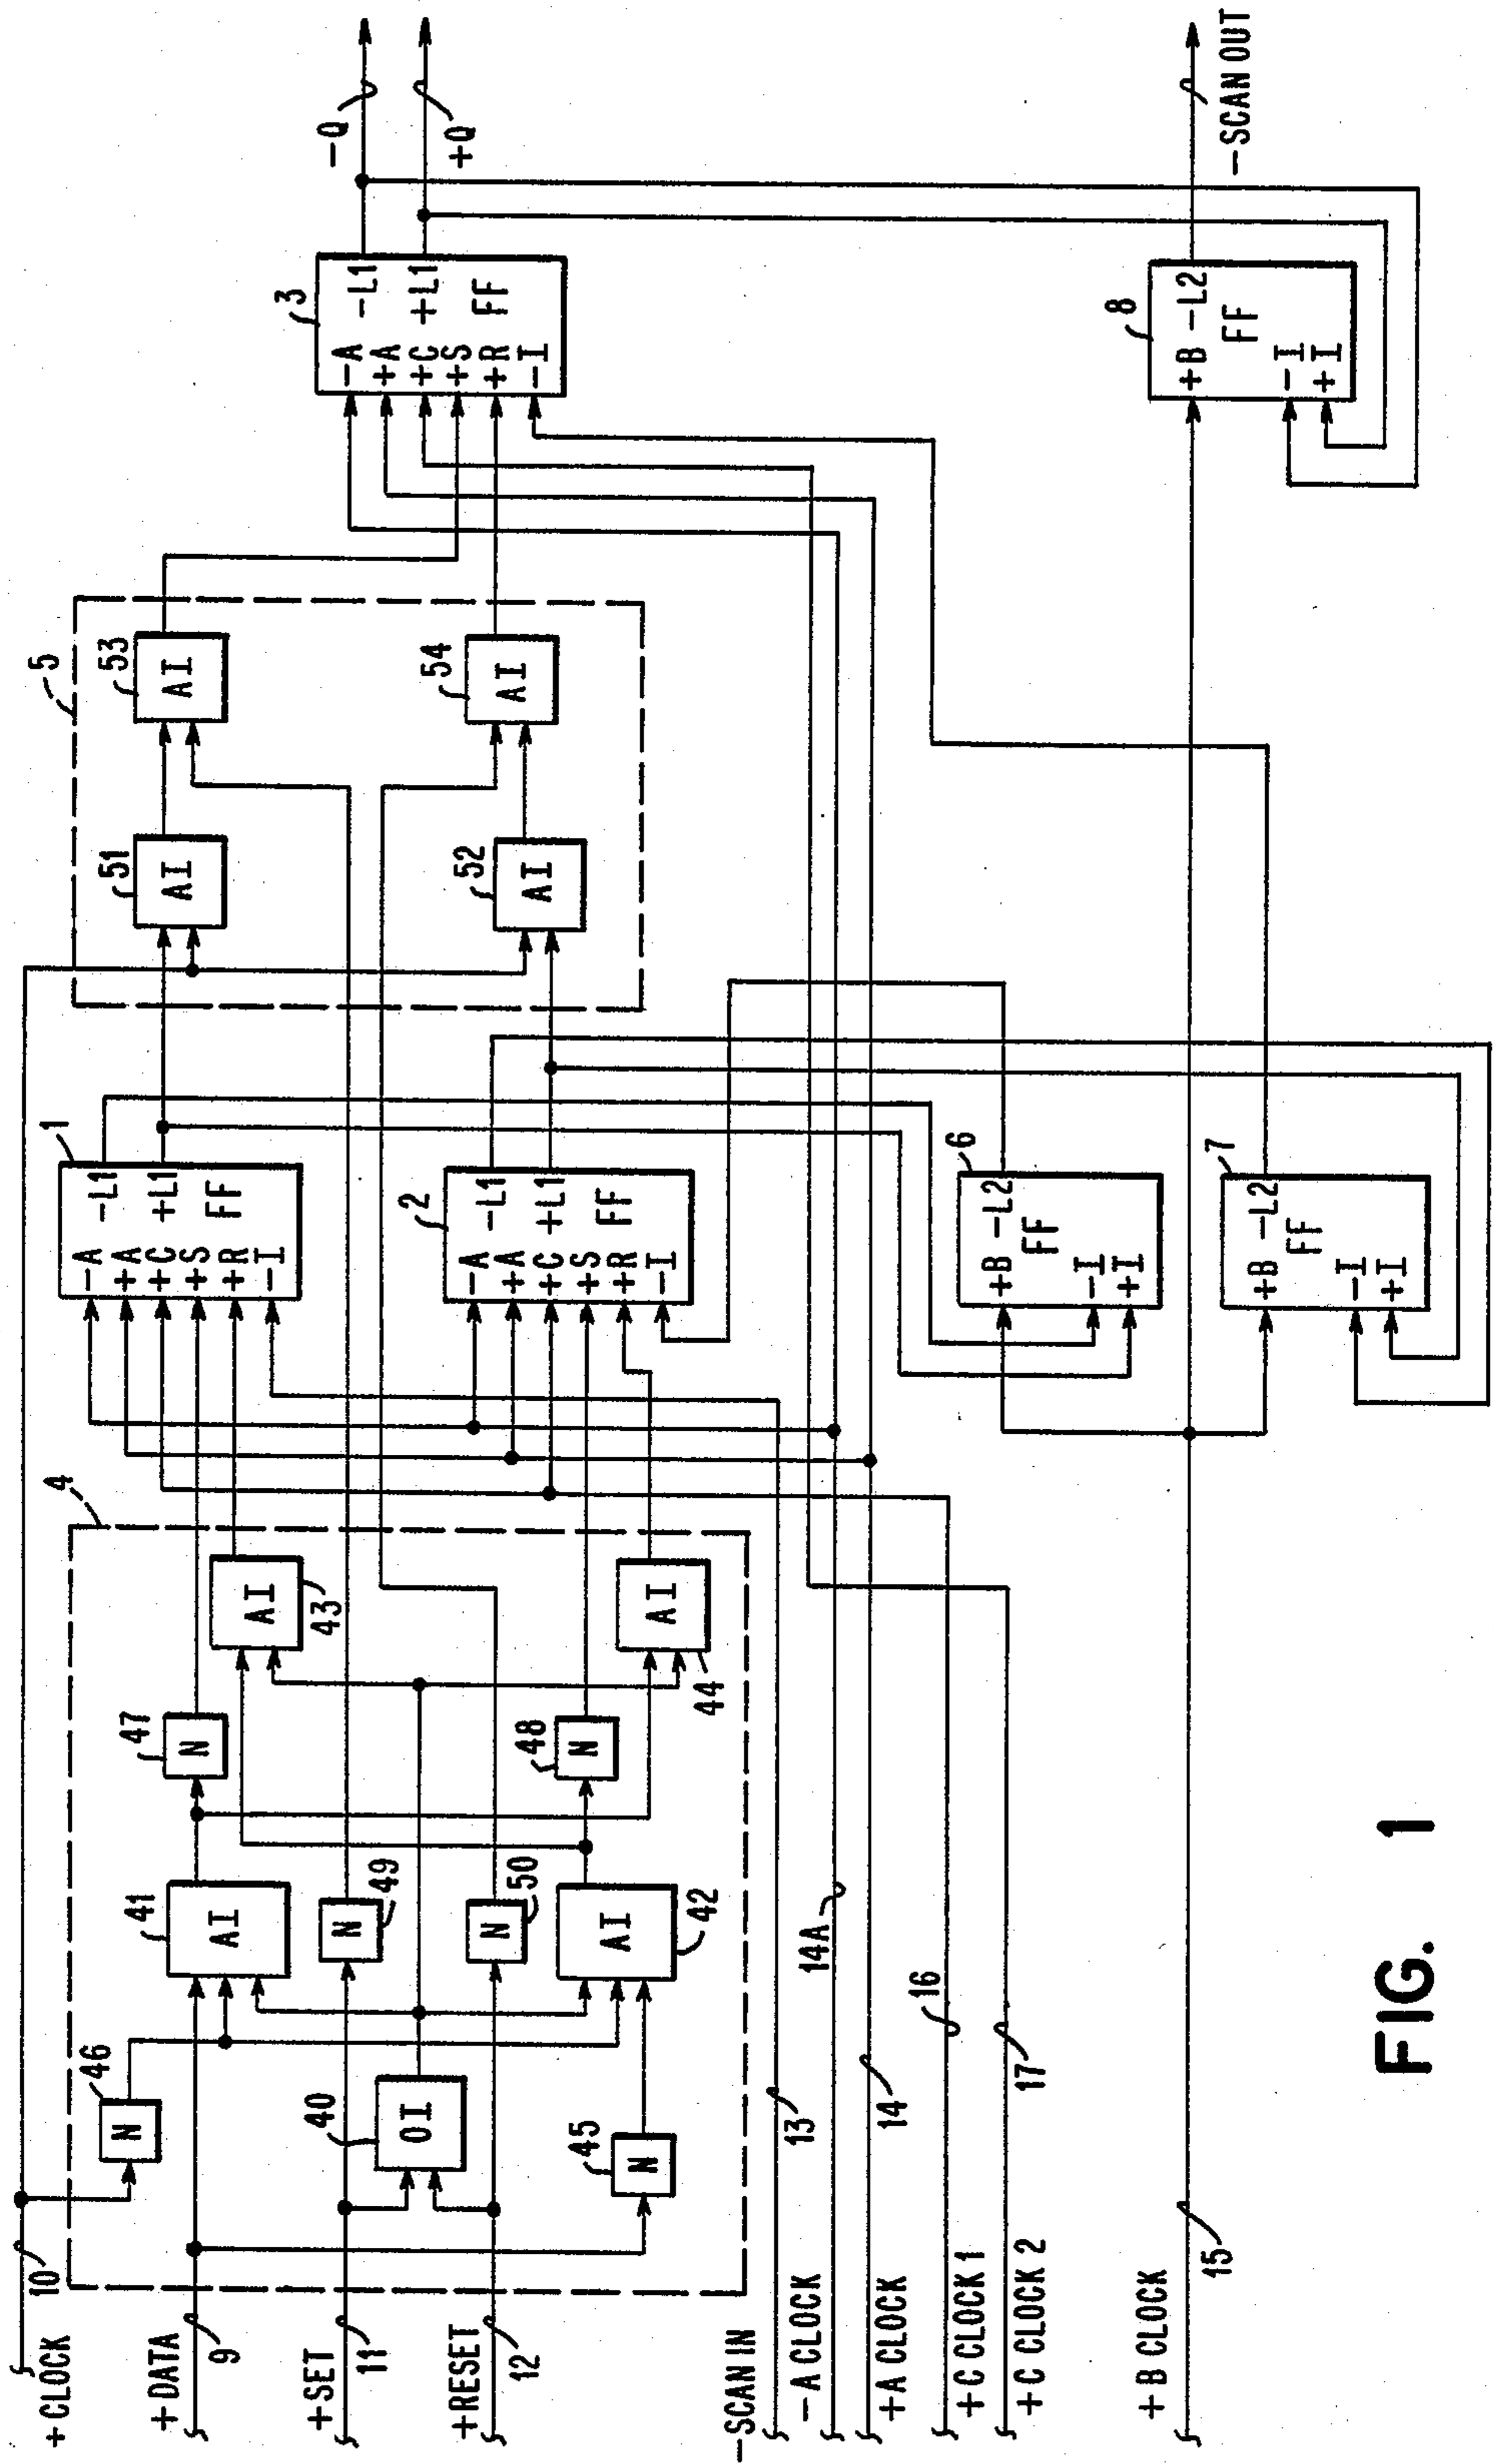 +CLOCK
10
+DATA
9
+SET
11
+RESET
12
-SCAN IN
13
-A CLOCK
14A
+A CLOCK
14
+C CLOCK 1
16
+C CLOCK 2
17
+B CLOCK
15
4
46
N
41
AI
47
N
43
AI
49
N
40
OI
50
N
45
N
42
AI
48
N
44
AI
1
-A -L1
+A
+C +L1
+S
+R FF
-I
2
-A -L1
+A
+C +L1
+S
+R FF
-I
5
51
AI
53
AI
52
AI
54
AI
3
-A -L1
+A
+C +L1
+S
+R FF
-I
-Q
+Q
6
+B -L2
FF
-I
+I
7
+B -L2
FF
-I
+I
8
+B -L2
FF
-I
+I
-SCAN OUT
FIG. 1